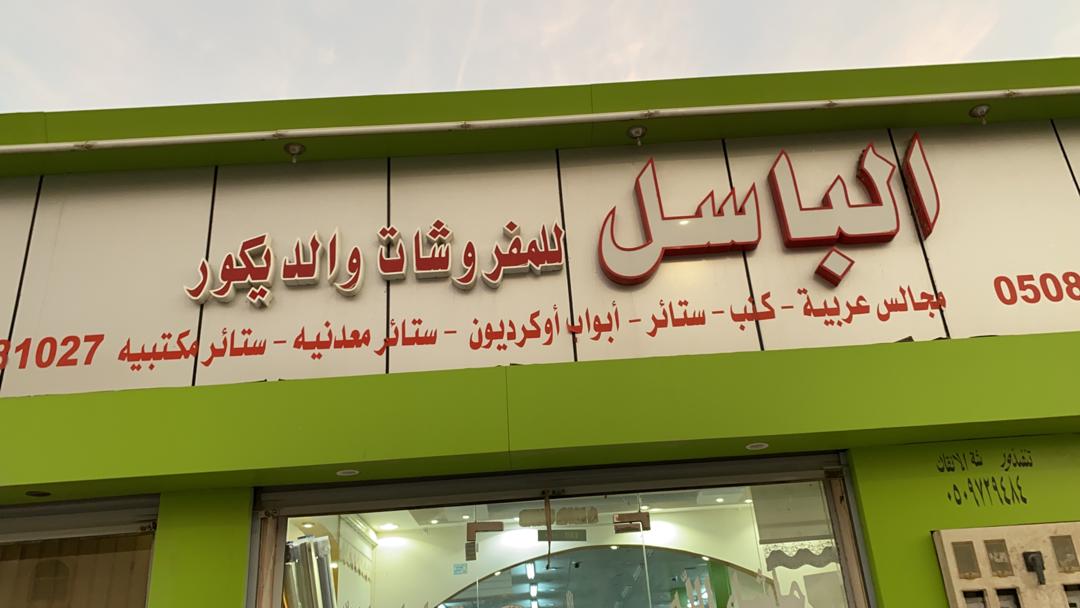 الباسل للمفروشات والديكور
0508 مجالس عربية - كنب - ستائر - أبواب أوكرديون - ستائر معدنيه - ستائر مكتبيه 31027
٠٥٠٩٧٢٩٤٨٤